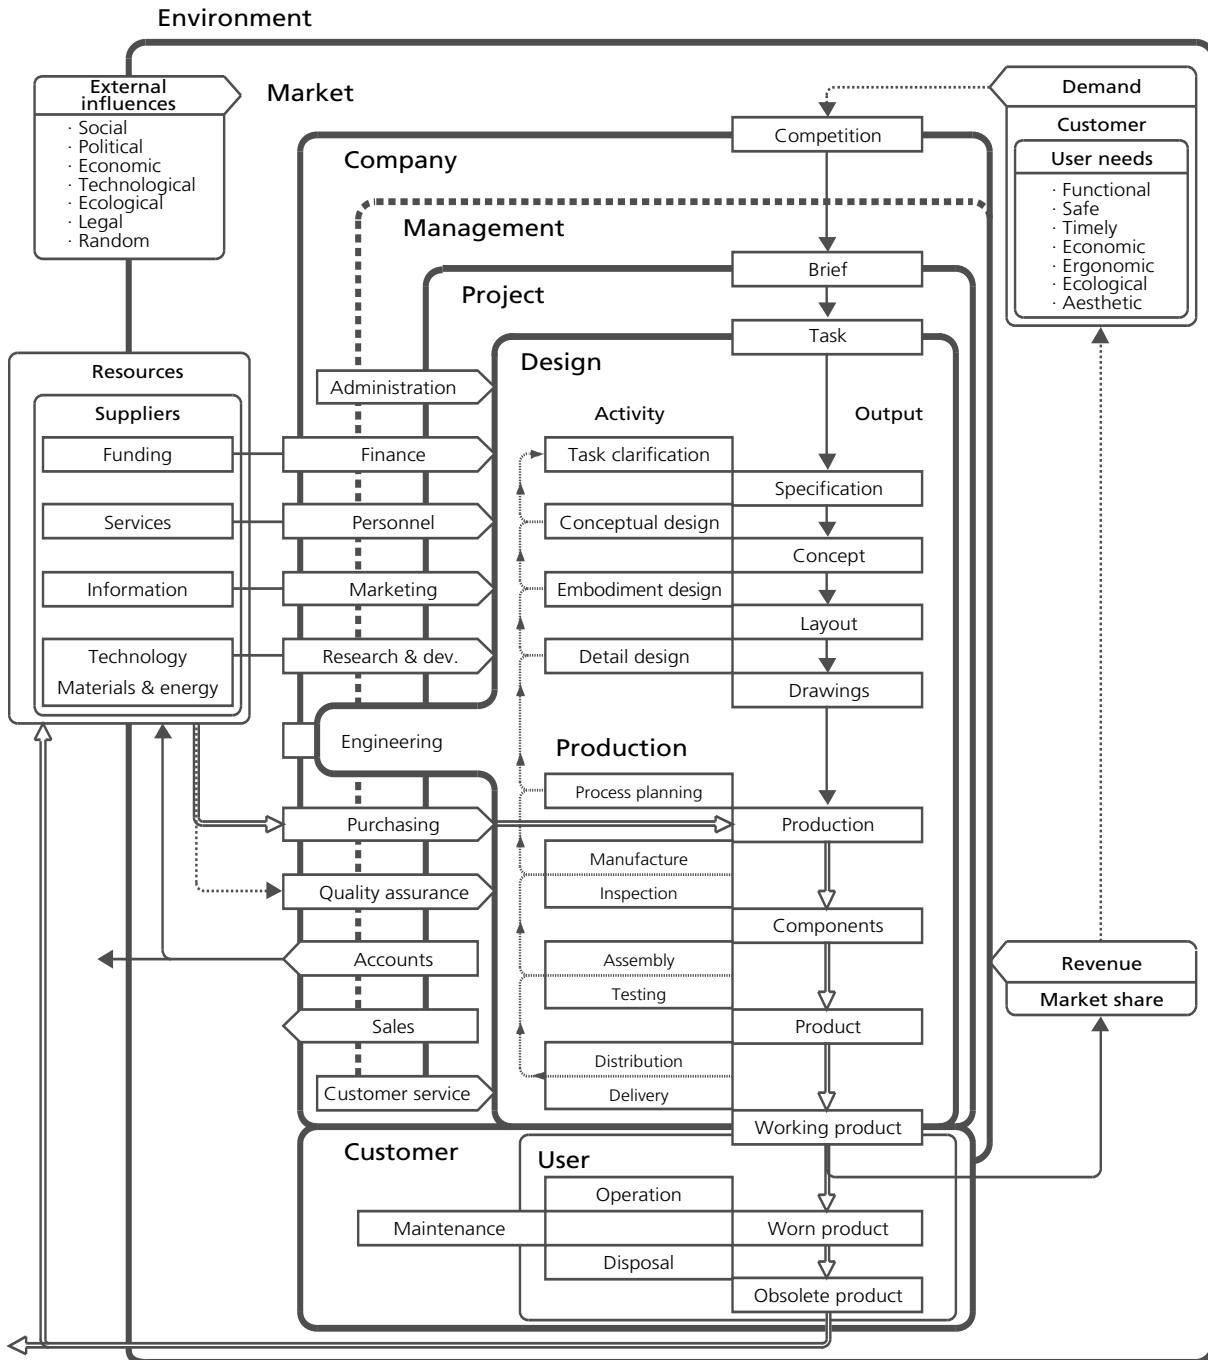 Environment
External
influences
· Social
· Political
· Economic
· Technological
· Ecological
· Legal
· Random
Market
Demand
Customer
User needs
· Functional
· Safe
· Timely
· Economic
· Ergonomic
· Ecological
· Aesthetic
Competition
Company
Management
Brief
Project
Task
Design
Resources
Suppliers
Administration
Activity
Output
Funding
Finance
Task clarification
Specification
Services
Personnel
Conceptual design
Concept
Information
Marketing
Embodiment design
Layout
Technology
Materials & energy
Research & dev.
Detail design
Drawings
Engineering
Production
Process planning
Purchasing
Production
Manufacture
Inspection
Quality assurance
Components
Accounts
Assembly
Testing
Revenue
Market share
Sales
Product
Distribution
Delivery
Customer service
Working product
Customer
User
Operation
Maintenance
Worn product
Disposal
Obsolete product